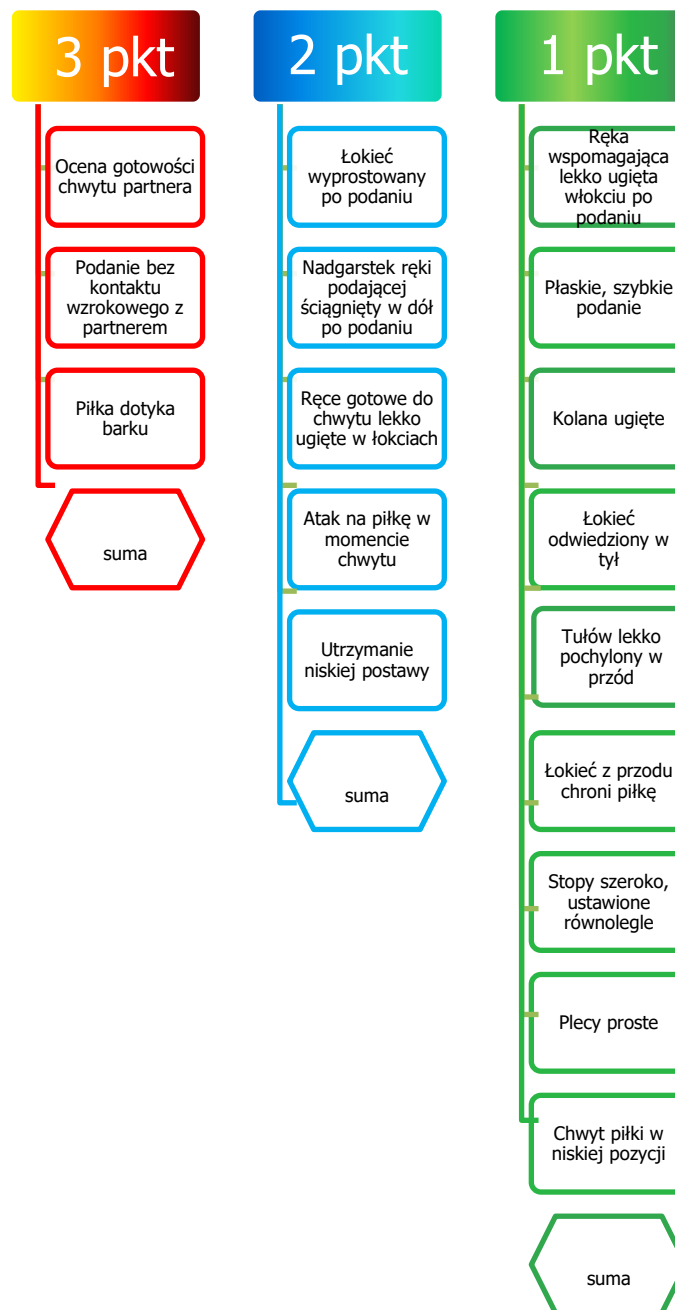 3 pkt
Ocena gotowości
chwytu partnera
Podanie bez
kontaktu
wzrokowego z
partnerem
Piłka dotyka
barku
suma
2 pkt
Łokieć
wyprostowany
po podaniu
Nadgarstek ręki
podającej
ściągnięty w dół
po podaniu
Ręce gotowe do
chwytu lekko
ugięte w łokciach
Atak na piłkę w
momencie
chwytu
Utrzymanie
niskiej postawy
suma
1 pkt
Ręka
wspomagająca
lekko ugięta
włokciu po
podaniu
Płaskie, szybkie
podanie
Kolana ugięte
Łokieć
odwiedziony w
tył
Tułów lekko
pochylony w
przód
Łokieć z przodu
chroni piłkę
Stopy szeroko,
ustawione
równolegle
Plecy proste
Chwyt piłki w
niskiej pozycji
suma